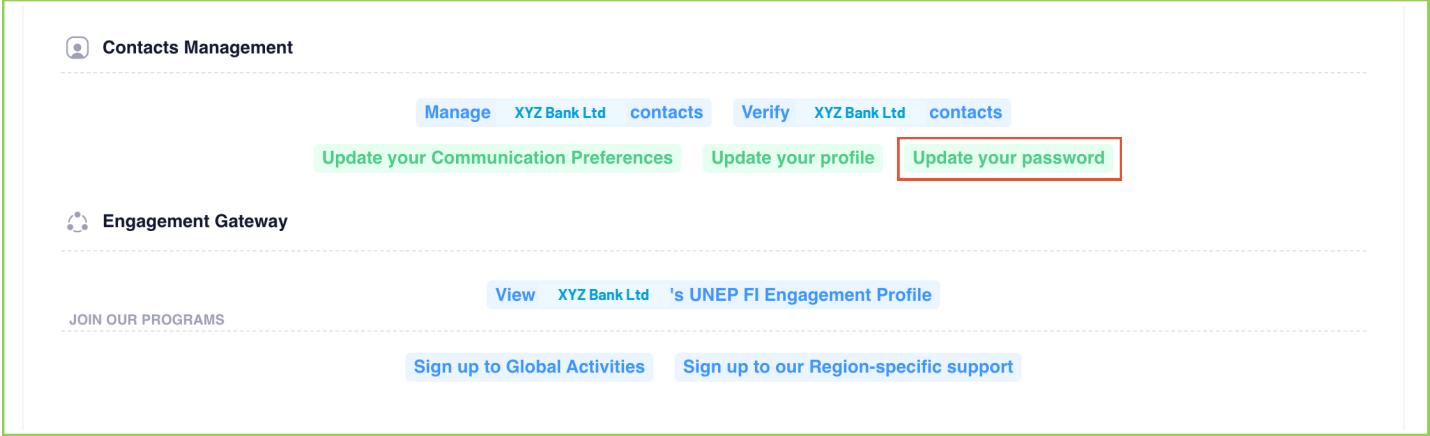 Contacts Management
Manage XYZ Bank Ltd contacts Verify XYZ Bank Ltd contacts
Update your Communication Preferences Update your profile Update your password
Engagement Gateway
View XYZ Bank Ltd 's UNEP FI Engagement Profile
JOIN OUR PROGRAMS
Sign up to Global Activities Sign up to our Region-specific support